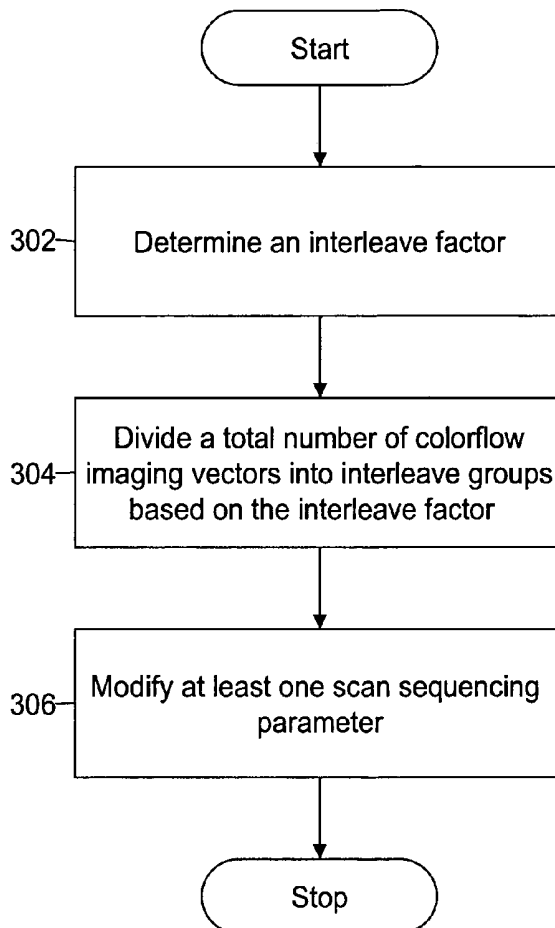 Start
302
Determine an interleave factor
304
Divide a total number of colorflow
imaging vectors into interleave groups
based on the interleave factor
306
Modify at least one scan sequencing
parameter
Stop